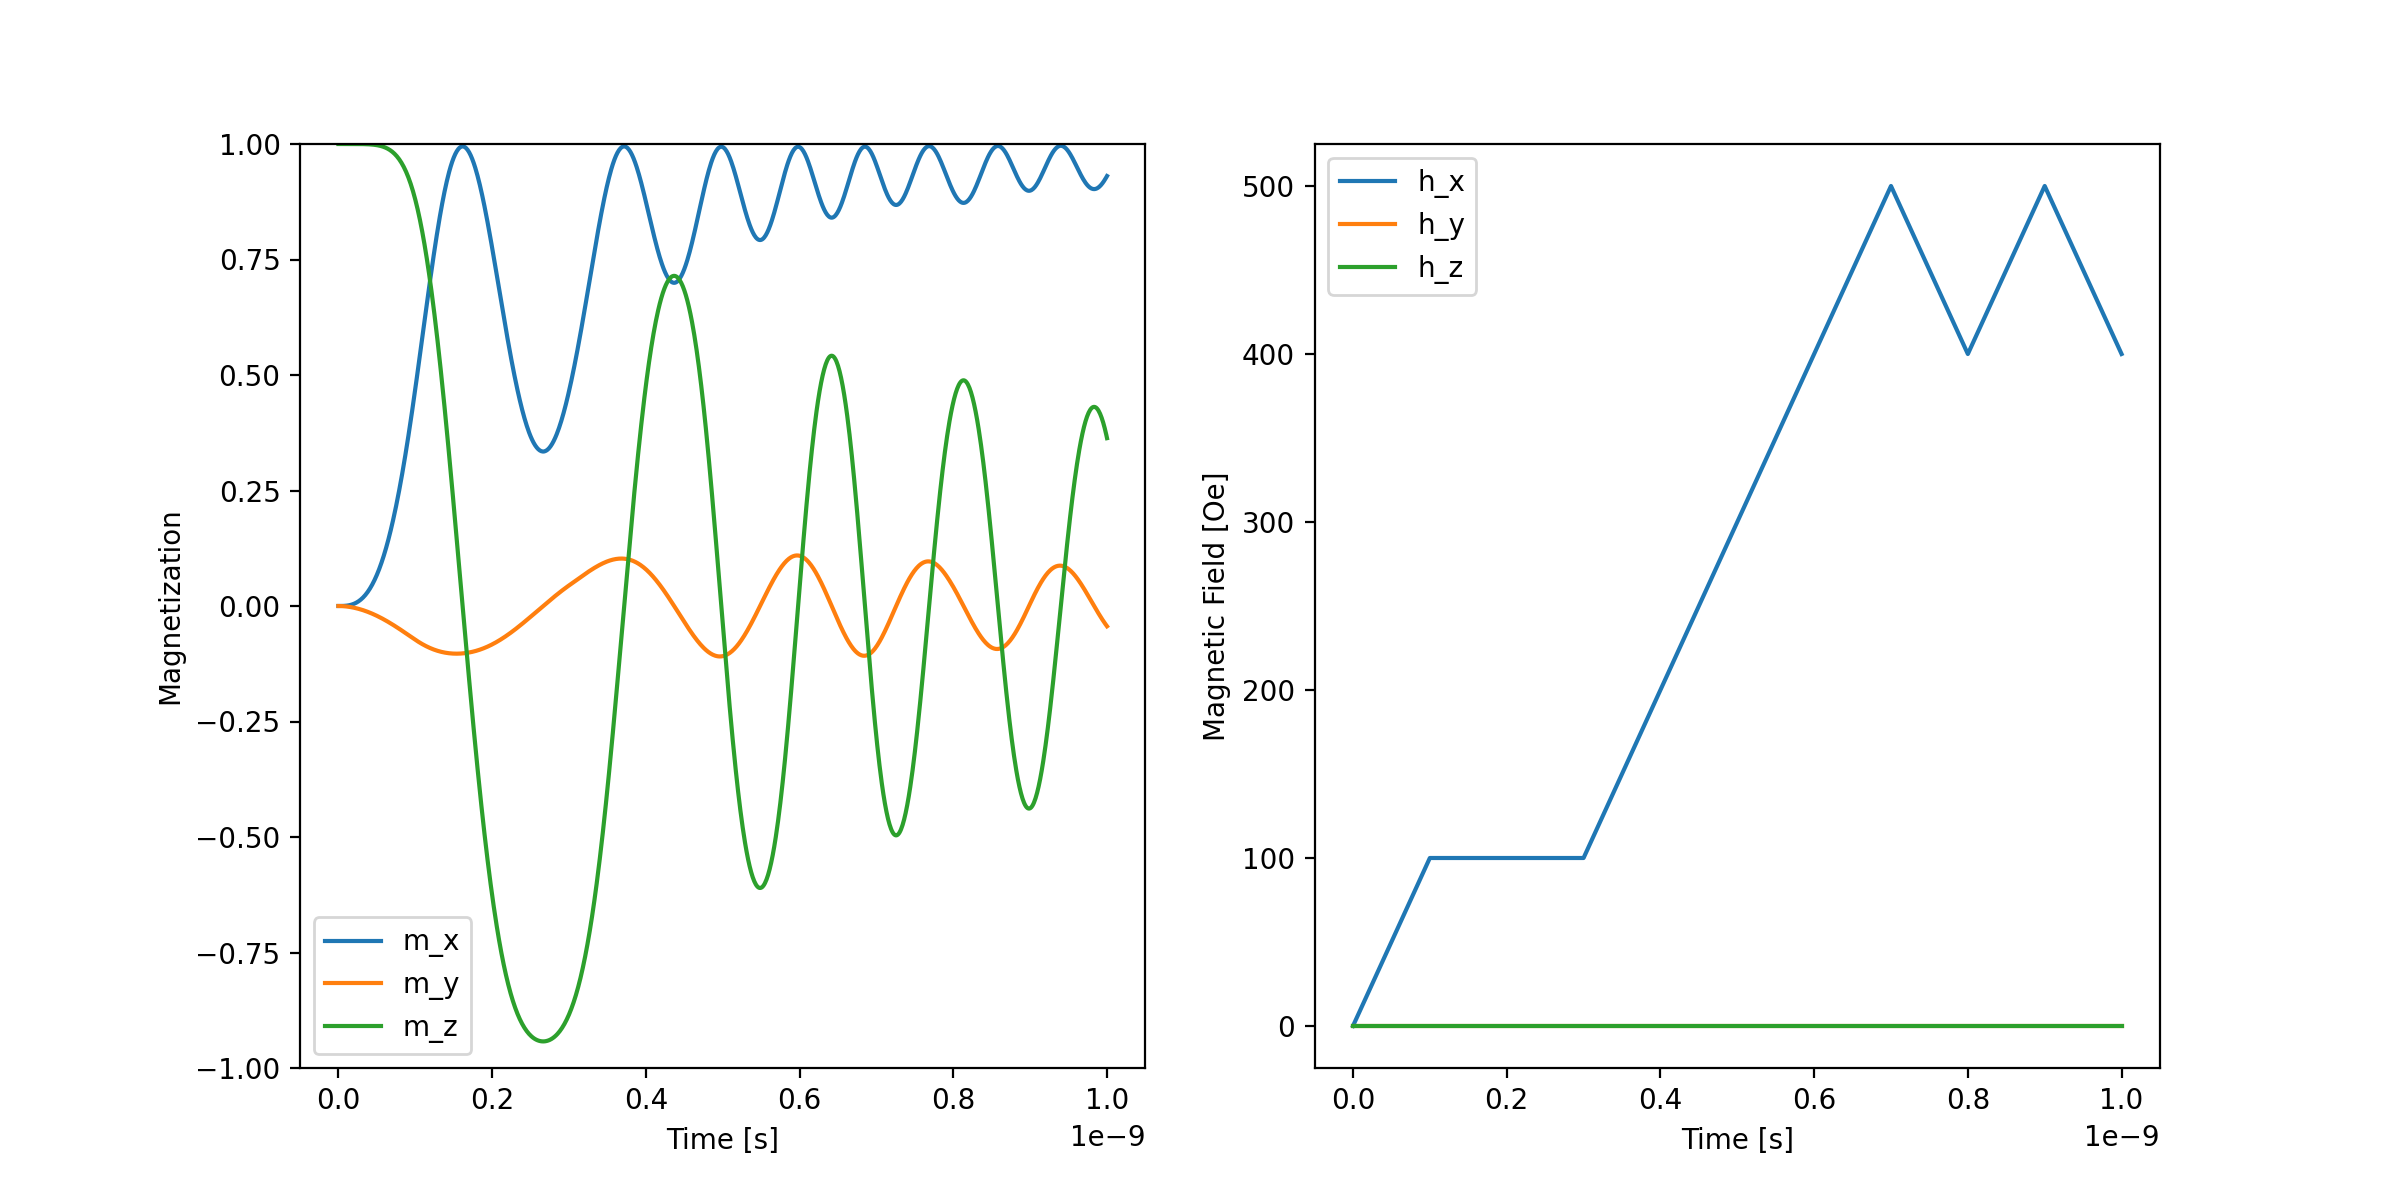 1.00
0.75
0.50
0.25
0.00
−0.25
−0.50
−0.75
−1.00
Magnetization
m_x
m_y
m_z
0.0 0.2 0.4 0.6 0.8 1.0
Time [s]
1e−9
500
400
300
200
100
0
Magnetic Field [Oe]
h_x
h_y
h_z
0.0 0.2 0.4 0.6 0.8 1.0
Time [s]
1e−9